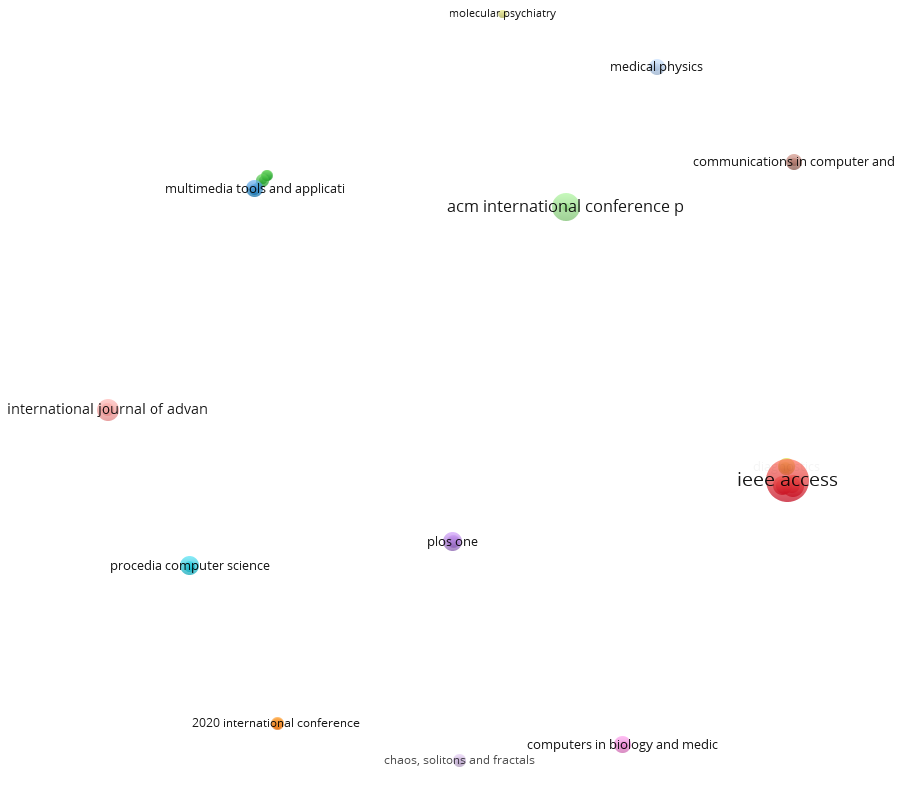 molecular psychiatry
medical physics
communications in computer and
multimedia tools and applicati
acm international conference p
international journal of advan
ieee access
plos one
procedia computer science
2020 international conference
computers in biology and medic
chaos, solitons and fractals